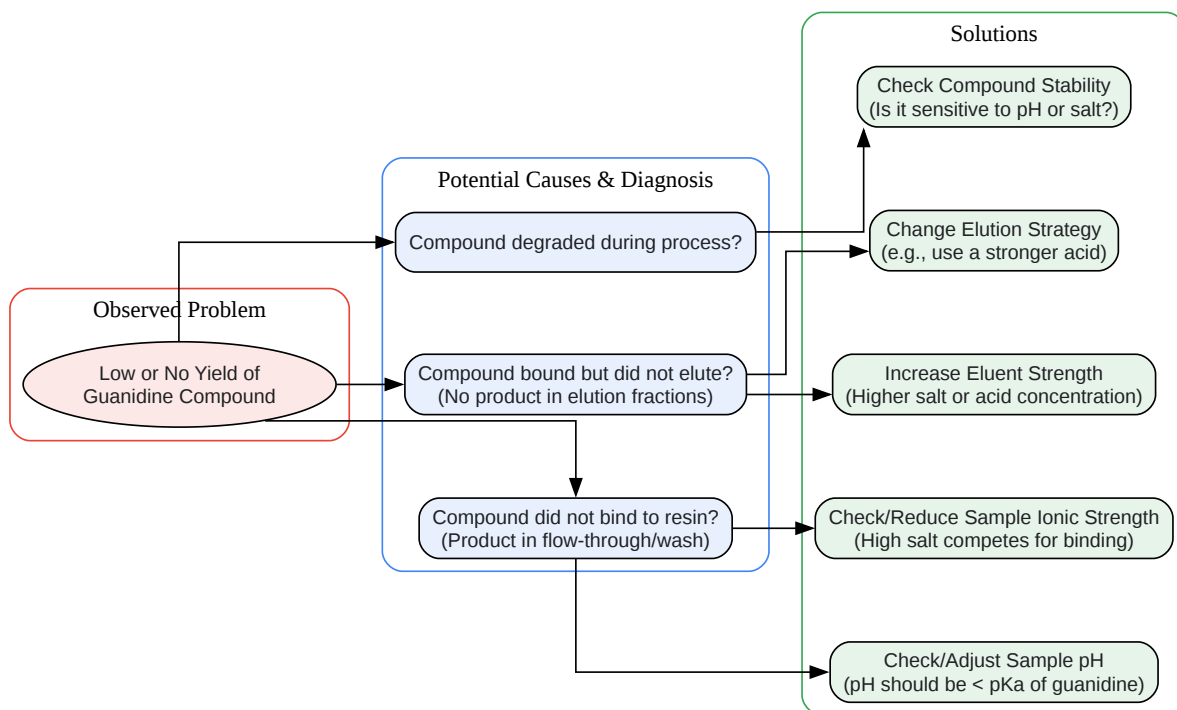 Observed Problem
Low or No Yield of
Guanidine Compound
Potential Causes & Diagnosis
Compound degraded during process?
Compound bound but did not elute?
(No product in elution fractions)
Compound did not bind to resin?
(Product in flow-through/wash)
Solutions
Check Compound Stability
(Is it sensitive to pH or salt?)
Change Elution Strategy
(e.g., use a stronger acid)
Increase Eluent Strength
(Higher salt or acid concentration)
Check/Reduce Sample Ionic Strength
(High salt competes for binding)
Check/Adjust Sample pH
(pH should be < pKa of guanidine)